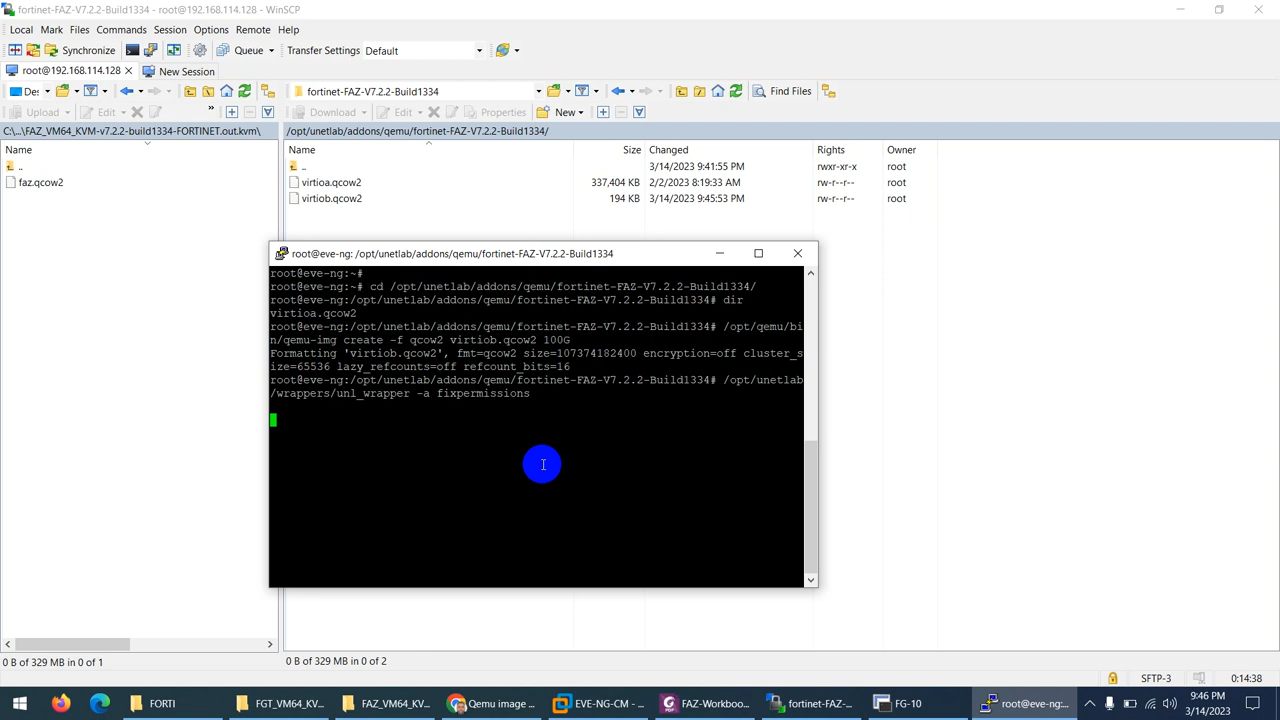 fortinet-FAZ-V7.2.2-Build1334 - root@192.168.114.128 - WinSCP
Local Mark Files Commands Session Options Remote Help
Synchronize Queue Transfer Settings Default
root@192.168.114.128 New Session
Des fortinet-FAZ-V7.2.2-Build1334 Find Files
Upload Edit » Download Edit Properties New
C:\...\FAZ_VM64_KVM-v7.2.2-build1334-FORTINET.out.kvm\ /opt/unetlab/addons/qemu/fortinet-FAZ-V7.2.2-Build1334/
Name Name Size Changed Rights Owner
.. .. 3/14/2023 9:41:55 PM rwxr-xr-x root
faz.qcow2 virtioa.qcow2 337,404 KB 2/2/2023 8:19:33 AM rw-r--r-- root
virtiob.qcow2 194 KB 3/14/2023 9:45:53 PM rw-r--r-- root
root@eve-ng: /opt/unetlab/addons/qemu/fortinet-FAZ-V7.2.2-Build1334
root@eve-ng:~#
root@eve-ng:~# cd /opt/unetlab/addons/qemu/fortinet-FAZ-V7.2.2-Build1334/
root@eve-ng:/opt/unetlab/addons/qemu/fortinet-FAZ-V7.2.2-Build1334# dir
virtioa.qcow2
root@eve-ng:/opt/unetlab/addons/qemu/fortinet-FAZ-V7.2.2-Build1334# /opt/qemu/bi
n/qemu-img create -f qcow2 virtiob.qcow2 100G
Formatting 'virtiob.qcow2', fmt=qcow2 size=107374182400 encryption=off cluster_s
ize=65536 lazy_refcounts=off refcount_bits=16
root@eve-ng:/opt/unetlab/addons/qemu/fortinet-FAZ-V7.2.2-Build1334# /opt/unetlab
/wrappers/unl_wrapper -a fixpermissions
0 B of 329 MB in 0 of 1 0 B of 329 MB in 0 of 2
SFTP-3 0:14:38
FORTI FGT_VM64_KV... FAZ_VM64_KV... Qemu image ... EVE-NG-CM - ... FAZ-Workboo... fortinet-FAZ-... FG-10 root@eve-ng:... 9:46 PM
3/14/2023